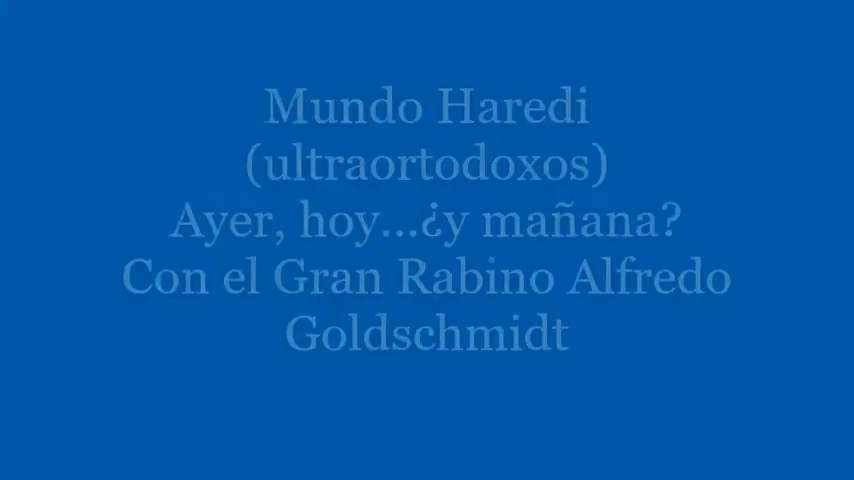 Mundo Haredi
(ultraortodoxos)
Ayer, hoy...¿y mañana?
Con el Gran Rabino Alfredo
Goldschmidt